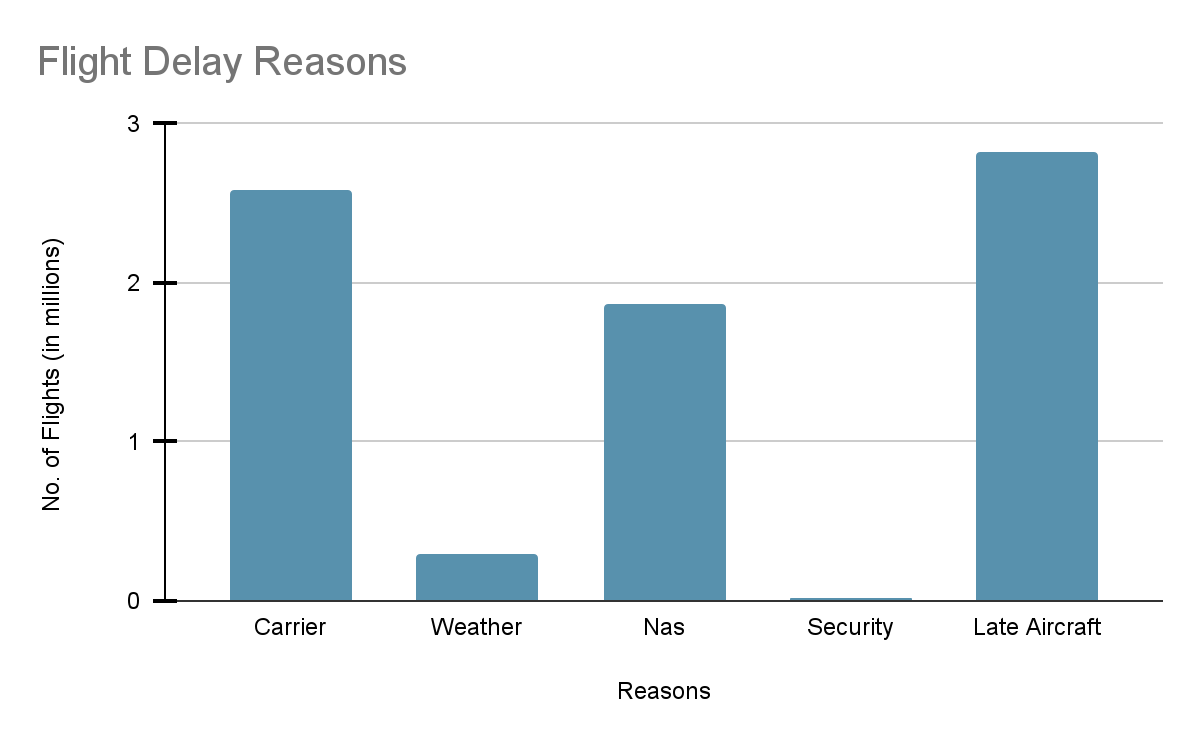 Flight Delay Reasons
No. of Flights (in millions)
3
2
1
0
Carrier
Weather
Nas
Security
Late Aircraft
Reasons